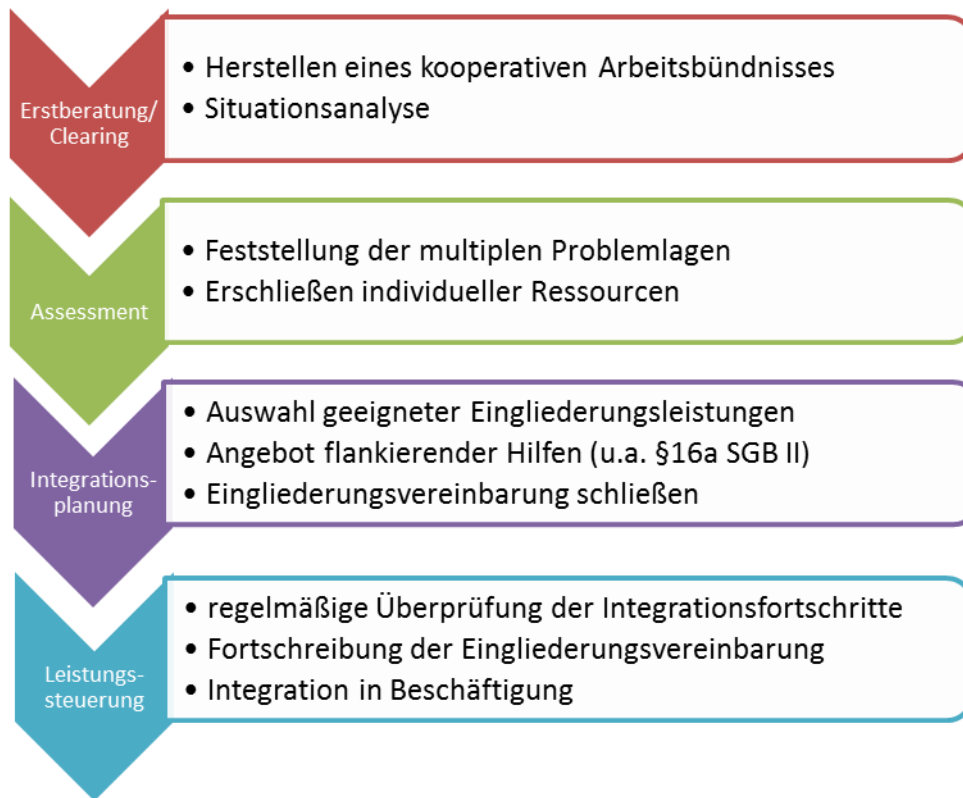 Erstberatung/
Clearing
• Herstellen eines kooperativen Arbeitsbündnisses
• Situationsanalyse
Assessment
• Feststellung der multiplen Problemlagen
• Erschließen individueller Ressourcen
Integrations-
planung
• Auswahl geeigneter Eingliederungsleistungen
• Angebot flankierender Hilfen (u.a. §16a SGB II)
• Eingliederungsvereinbarung schließen
Leistungs-
steuerung
• regelmäßige Überprüfung der Integrationsfortschritte
• Fortschreibung der Eingliederungsvereinbarung
• Integration in Beschäftigung